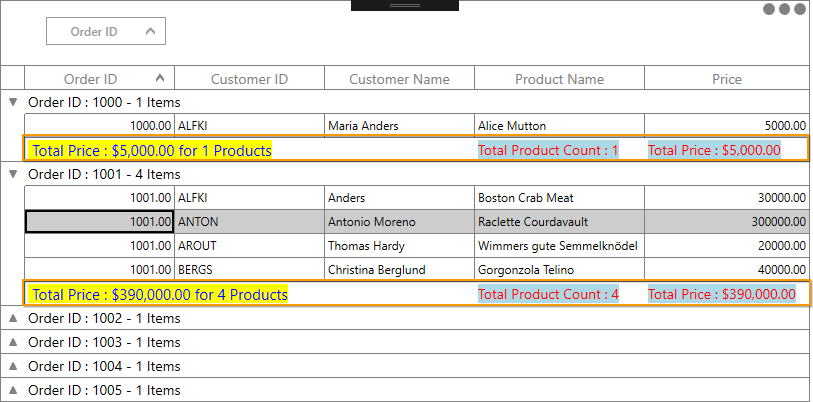 Order ID
Order ID Customer ID Customer Name Product Name Price
Order ID : 1000 - 1 Items
1000.00 ALFKI Maria Anders Alice Mutton 5000.00
Total Price : $5,000.00 for 1 Products Total Product Count : 1 Total Price : $5,000.00
Order ID : 1001 - 4 Items
1001.00 ALFKI Anders Boston Crab Meat 30000.00
1001.00 ANTON Antonio Moreno Raclette Courdavault 300000.00
1001.00 AROUT Thomas Hardy Wimmers gute Semmelknödel 20000.00
1001.00 BERGS Christina Berglund Gorgonzola Telino 40000.00
Total Price : $390,000.00 for 4 Products Total Product Count : 4 Total Price : $390,000.00
Order ID : 1002 - 1 Items
Order ID : 1003 - 1 Items
Order ID : 1004 - 1 Items
Order ID : 1005 - 1 Items